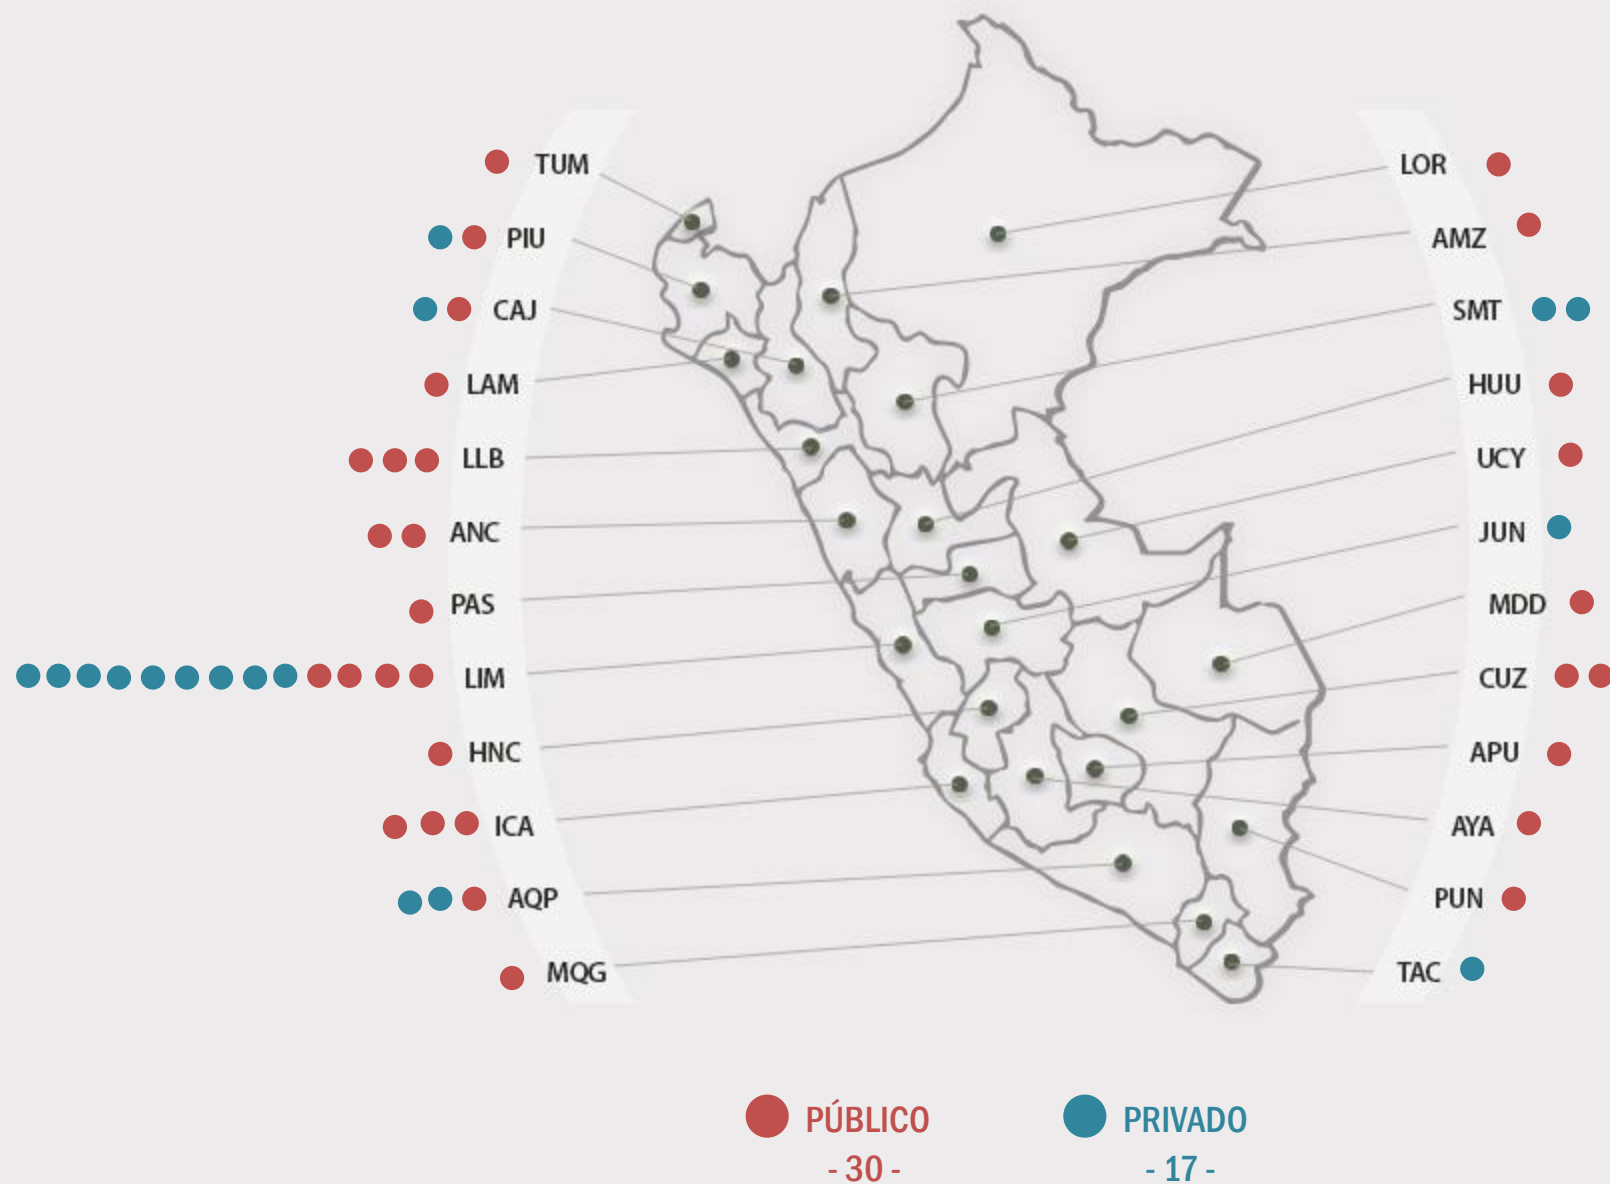 TUM
PIU
CAJ
LAM
LLB
ANC
PAS
LIM
HNC
ICA
AQP
MQG
LOR
AMZ
SMT
HUU
UCY
JUN
MDD
CUZ
APU
AYA
PUN
TAC
PÚBLICO
- 30 -
PRIVADO
- 17 -